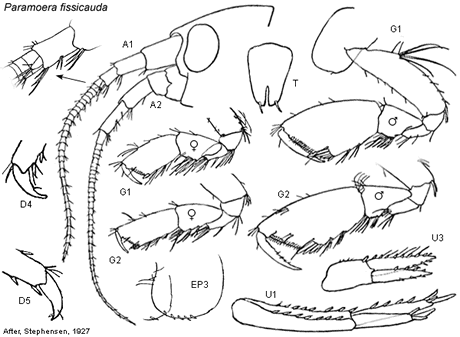 Paramoera fissicauda
A1
G1
T
A2
♀
♂
D4
G1
G2
♀
♂
U3
G2
EP3
D5
U1
After, Stephensen, 1927